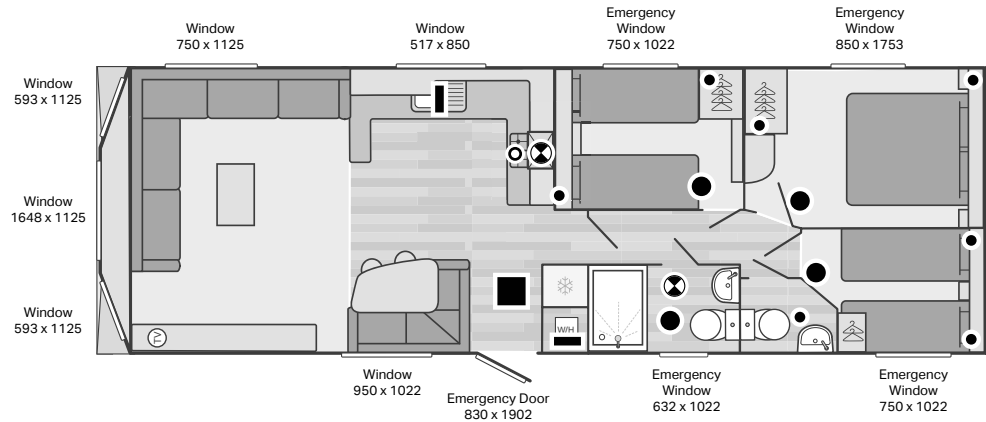 Window
750 x 1125
Window
517 x 850
Emergency
Window
750 x 1022
Emergency
Window
850 x 1753
Window
593 x 1125
Window
1648 x 1125
Window
593 x 1125
TV
W/H
Window
950 x 1022
Emergency Door
830 x 1902
Emergency
Window
632 x 1022
Emergency
Window
750 x 1022